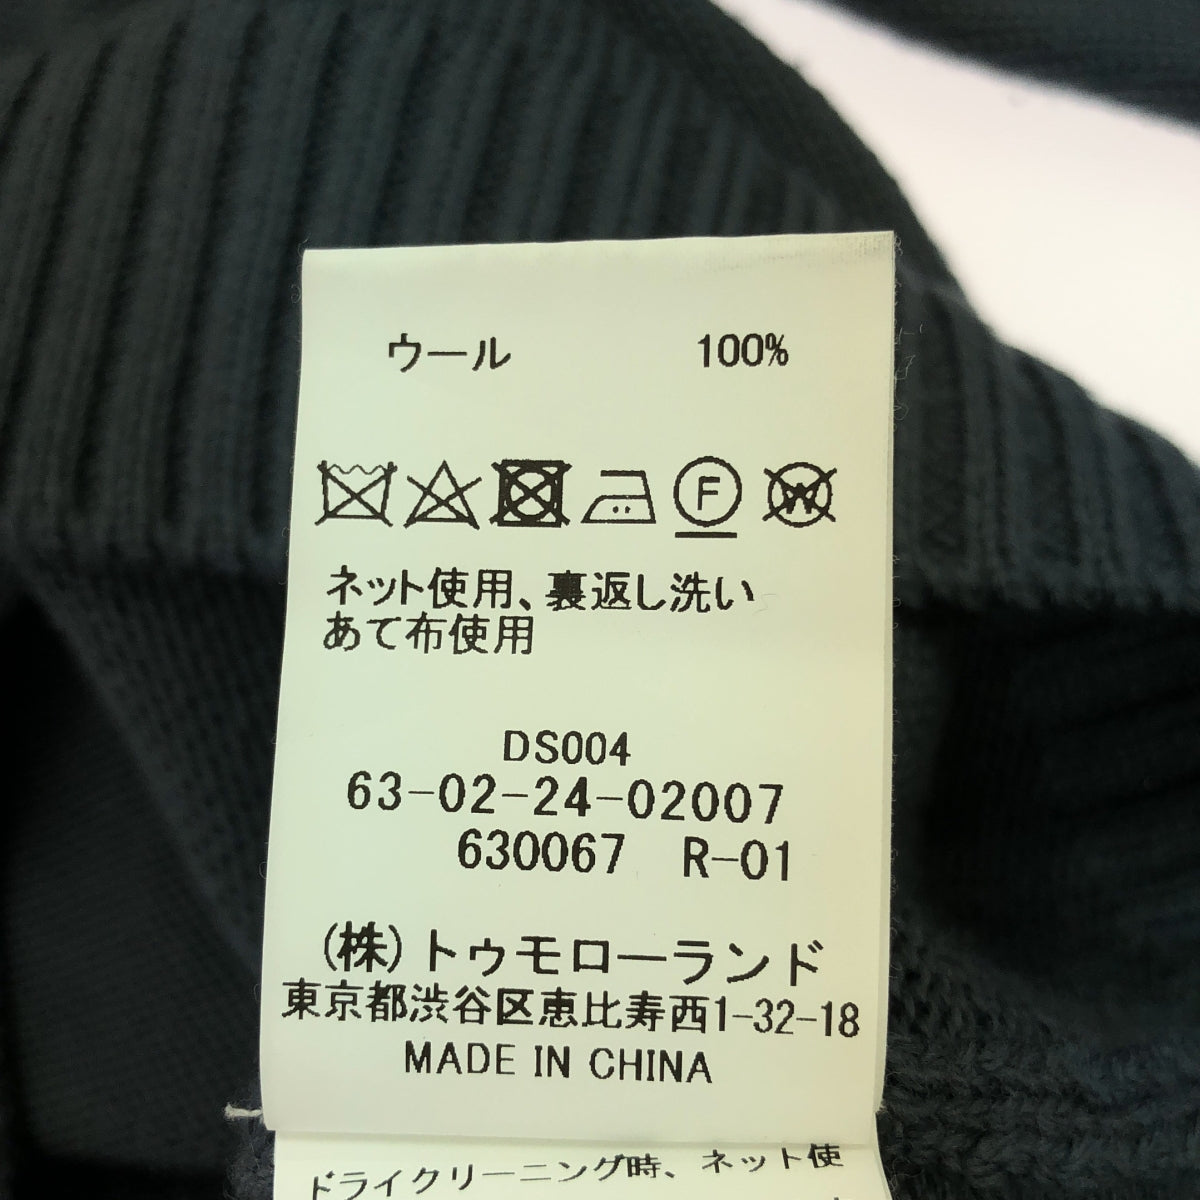 ウール 100%
F W
ネット使用、裏返し洗い
あて布使用
DS004
63-02-24-02007
630067 R-01
(株)トゥモローランド
東京都渋谷区恵比寿西1-32-18
MADE IN CHINA
ドライクリーニング時、ネット使